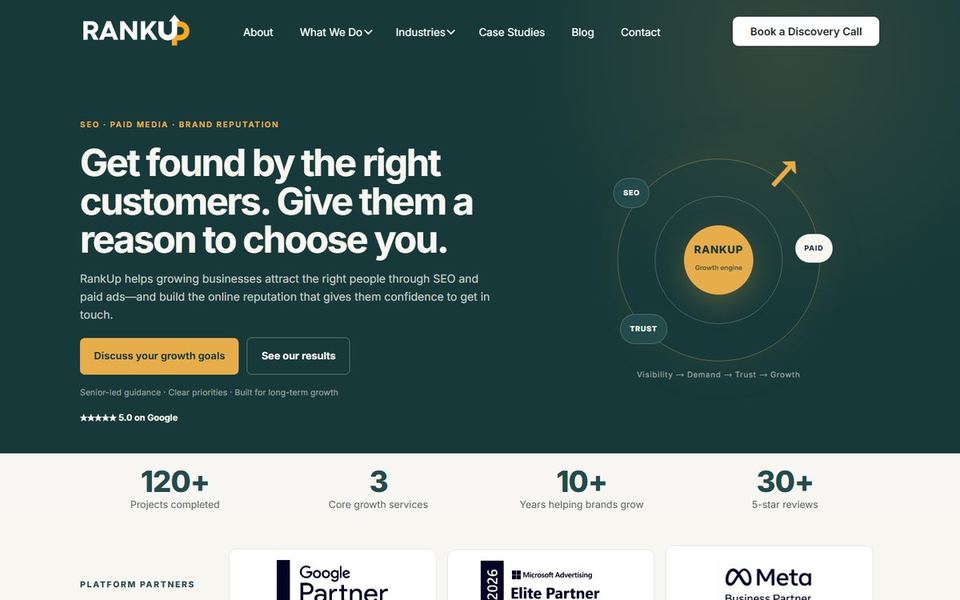 RANKUP
About
What We Do
Industries
Case Studies
Blog
Contact
Book a Discovery Call
SEO · PAID MEDIA · BRAND REPUTATION
Get found by the right
customers. Give them a
reason to choose you.
RankUp helps growing businesses attract the right people through SEO and
paid ads—and build the online reputation that gives them confidence to get in
touch.
Discuss your growth goals
See our results
Senior-led guidance · Clear priorities · Built for long-term growth
★★★★★ 5.0 on Google
SEO
RANKUP
Growth engine
PAID
TRUST
Visibility → Demand → Trust → Growth
120+
Projects completed
3
Core growth services
10+
Years helping brands grow
30+
5-star reviews
PLATFORM PARTNERS
Google
Partner
2026
Microsoft Advertising
Elite Partner
Meta
Business Partner